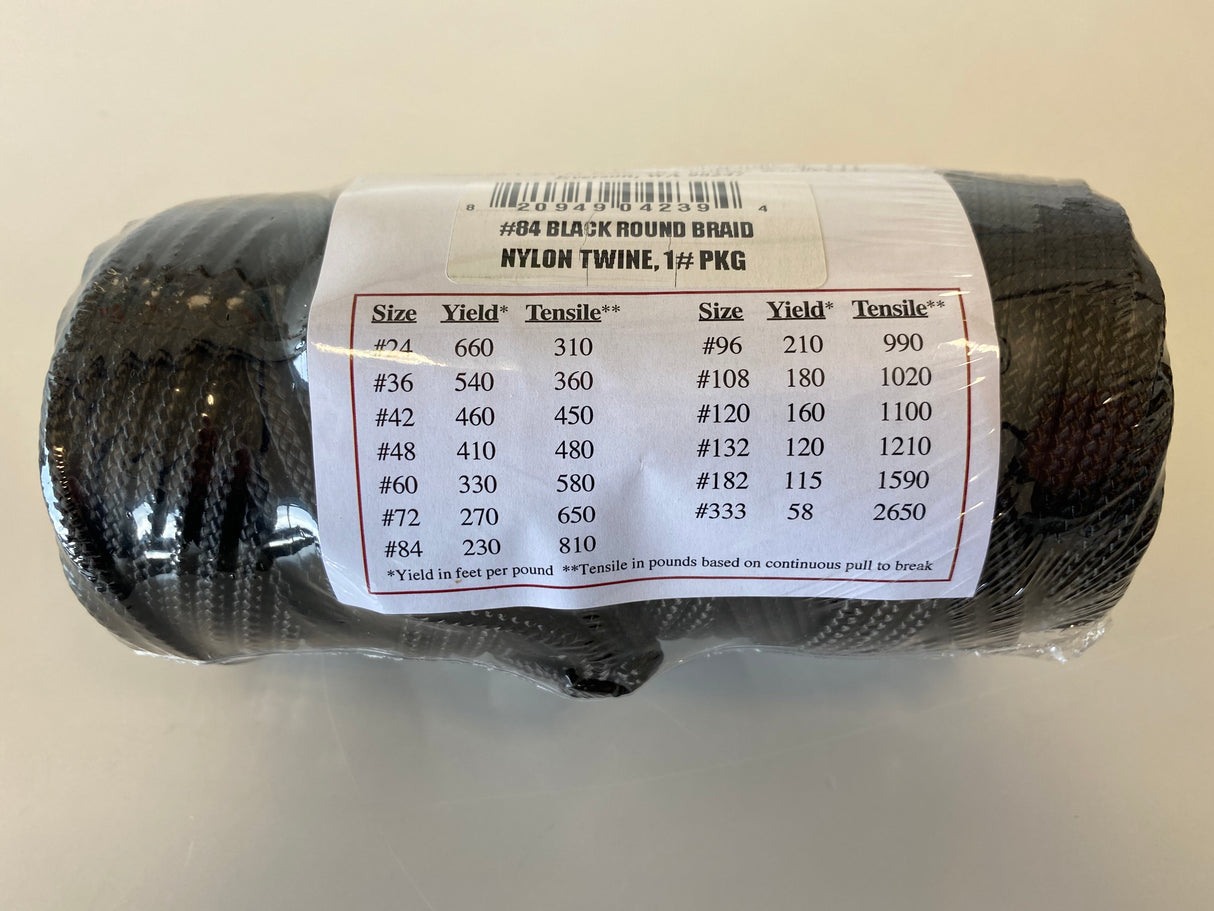 8 20949 04239 4
#84 BLACK ROUND BRAID
NYLON TWINE, 1# PKG
Size Yield* Tensile** Size Yield* Tensile**
#24 660 310 #96 210 990
#36 540 360 #108 180 1020
#42 460 450 #120 160 1100
#48 410 480 #132 120 1210
#60 330 580 #182 115 1590
#72 270 650 #333 58 2650
#84 230 810
*Yield in feet per pound **Tensile in pounds based on continuous pull to break